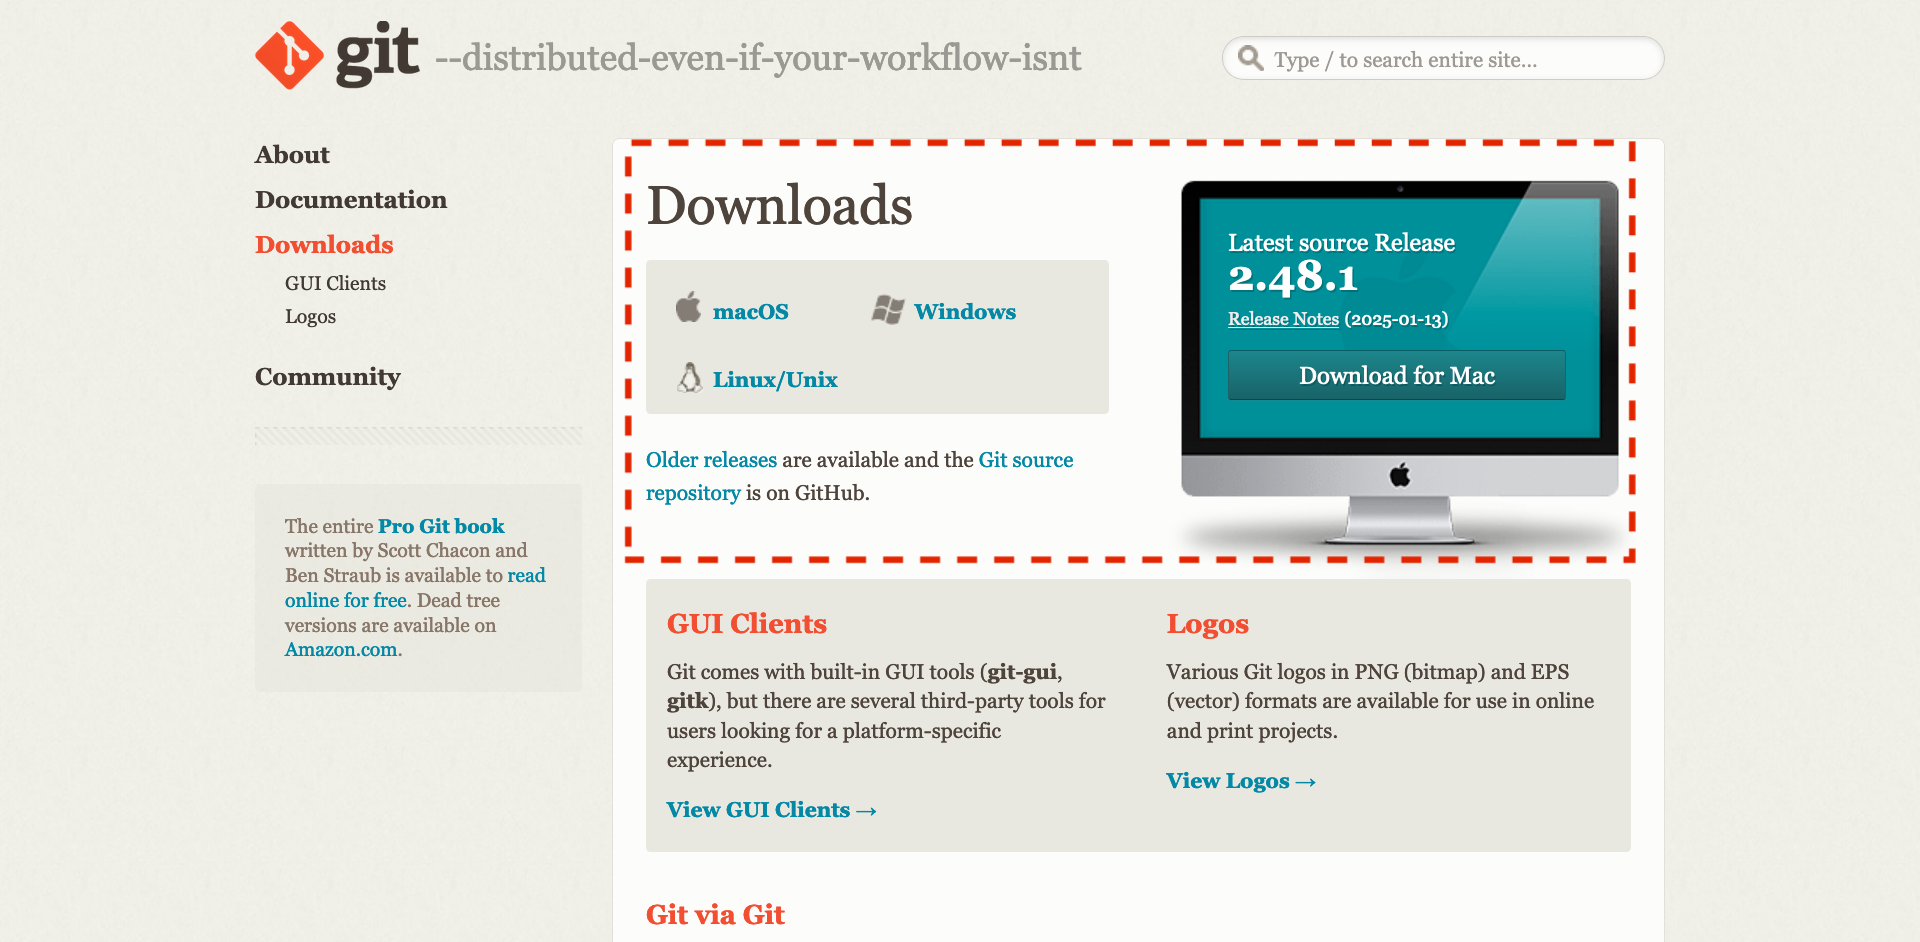 git --distributed-even-if-your-workflow-isnt
Type / to search entire site...
About
Documentation
Downloads
GUI Clients
Logos
Community
The entire Pro Git book
written by Scott Chacon and
Ben Straub is available to read
online for free. Dead tree
versions are available on
Amazon.com.
Downloads
macOS
Windows
Linux/Unix
Older releases are available and the Git source
repository is on GitHub.
Latest source Release
2.48.1
Release Notes (2025-01-13)
Download for Mac
GUI Clients
Git comes with built-in GUI tools (git-gui,
gitk), but there are several third-party tools for
users looking for a platform-specific
experience.
View GUI Clients →
Logos
Various Git logos in PNG (bitmap) and EPS
(vector) formats are available for use in online
and print projects.
View Logos →
Git via Git